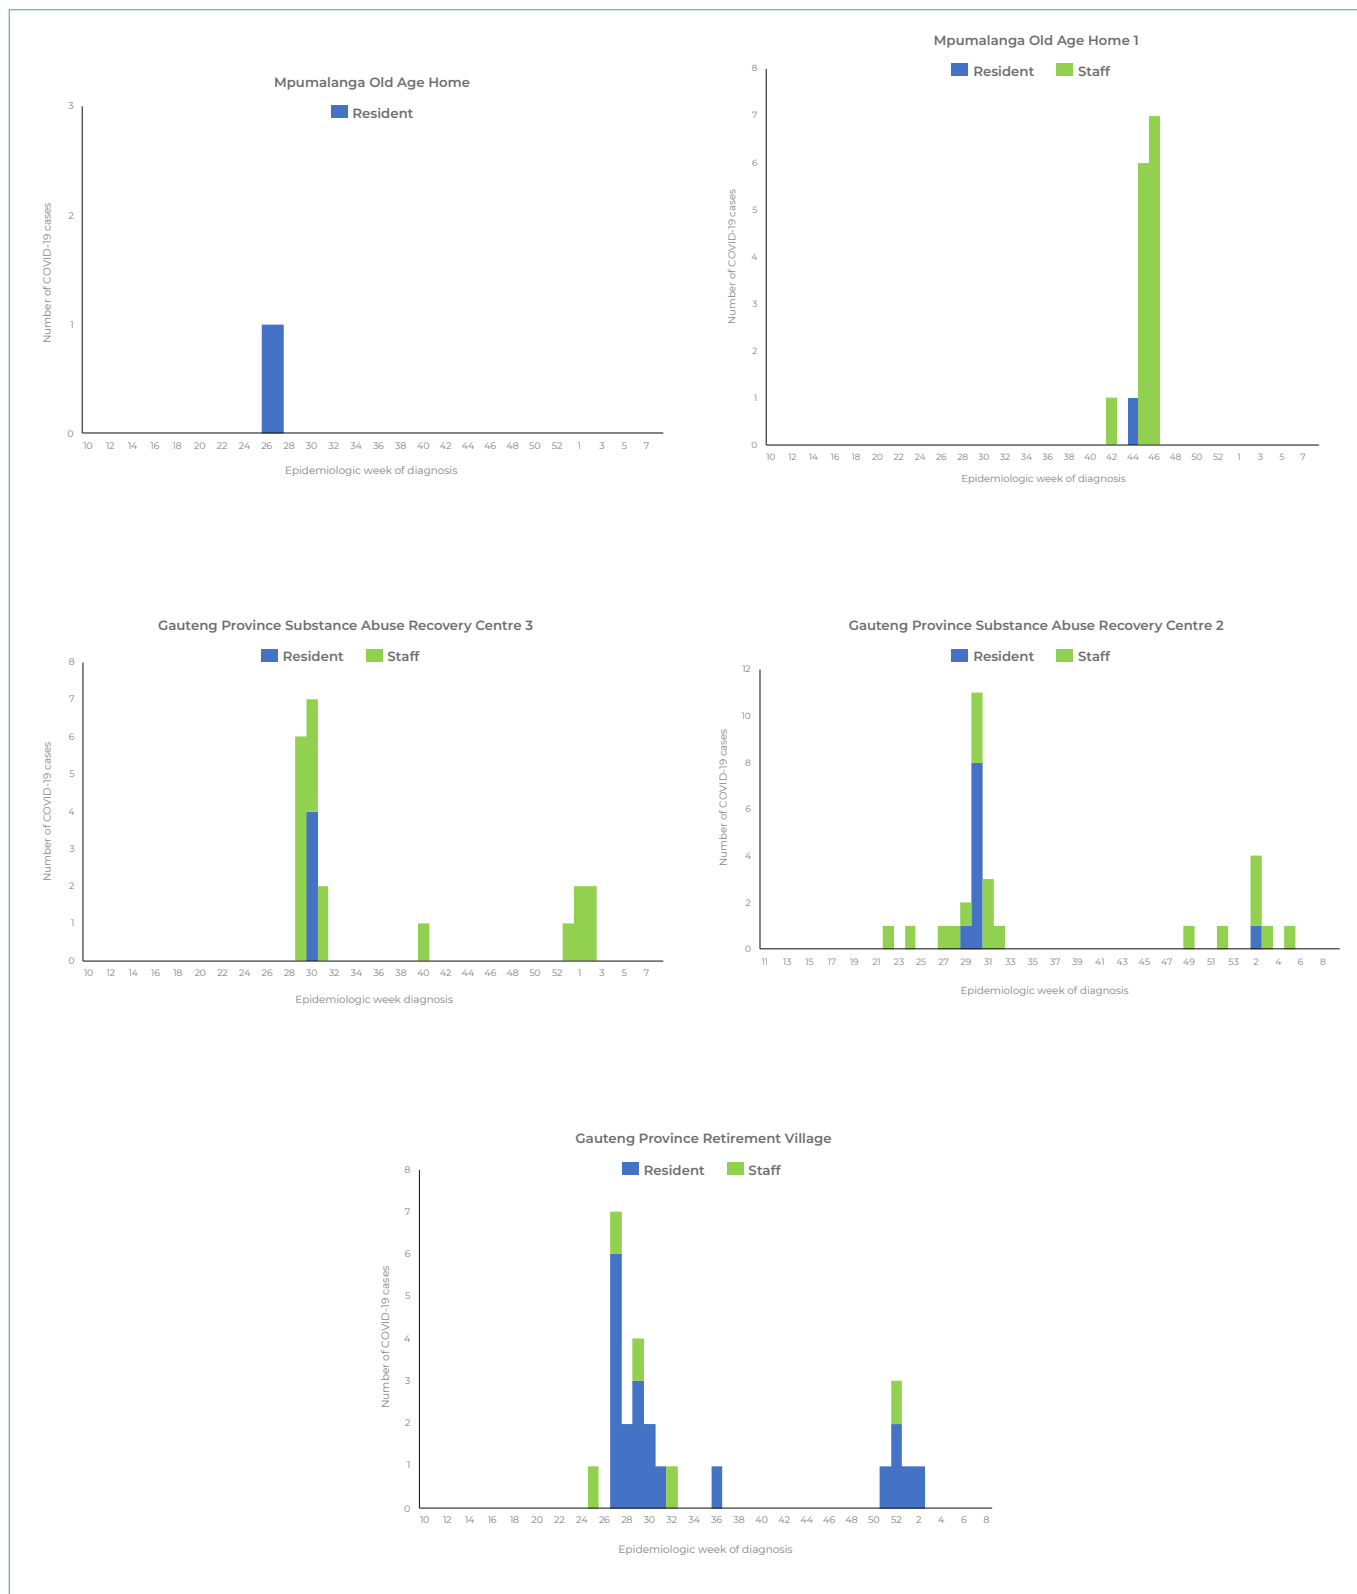 Mpumalanga Old Age Home
Resident
3
2
1
0
Number of COVID-19 cases
10 12 14 16 18 20 22 24 26 28 30 32 34 36 38 40 42 44 46 48 50 52 1 3 5 7
Epidemiologic week of diagnosis
Mpumalanga Old Age Home 1
Resident Staff
8
7
6
5
4
3
2
1
0
Number of COVID-19 cases
10 12 14 16 18 20 22 24 26 28 30 32 34 36 38 40 42 44 46 48 50 52 1 3 5 7
Epidemiologic week of diagnosis
Gauteng Province Substance Abuse Recovery Centre 3
Resident Staff
8
7
6
5
4
3
2
1
0
Number of COVID-19 cases
10 12 14 16 18 20 22 24 26 28 30 32 34 36 38 40 42 44 46 48 50 52 1 3 5 7
Epidemiologic week diagnosis
Gauteng Province Substance Abuse Recovery Centre 2
Resident Staff
12
10
8
6
4
2
0
Number of COVID-19 cases
11 13 15 17 19 21 23 25 27 29 31 33 35 37 39 41 43 45 47 49 51 53 2 4 6 8
Epidemiologic week of diagnosis
Gauteng Province Retirement Village
Resident Staff
8
7
6
5
4
3
2
1
0
Number of COVID-19 cases
10 12 14 16 18 20 22 24 26 28 30 32 34 36 38 40 42 44 46 48 50 52 2 4 6 8
Epidemiologic week of diagnosis